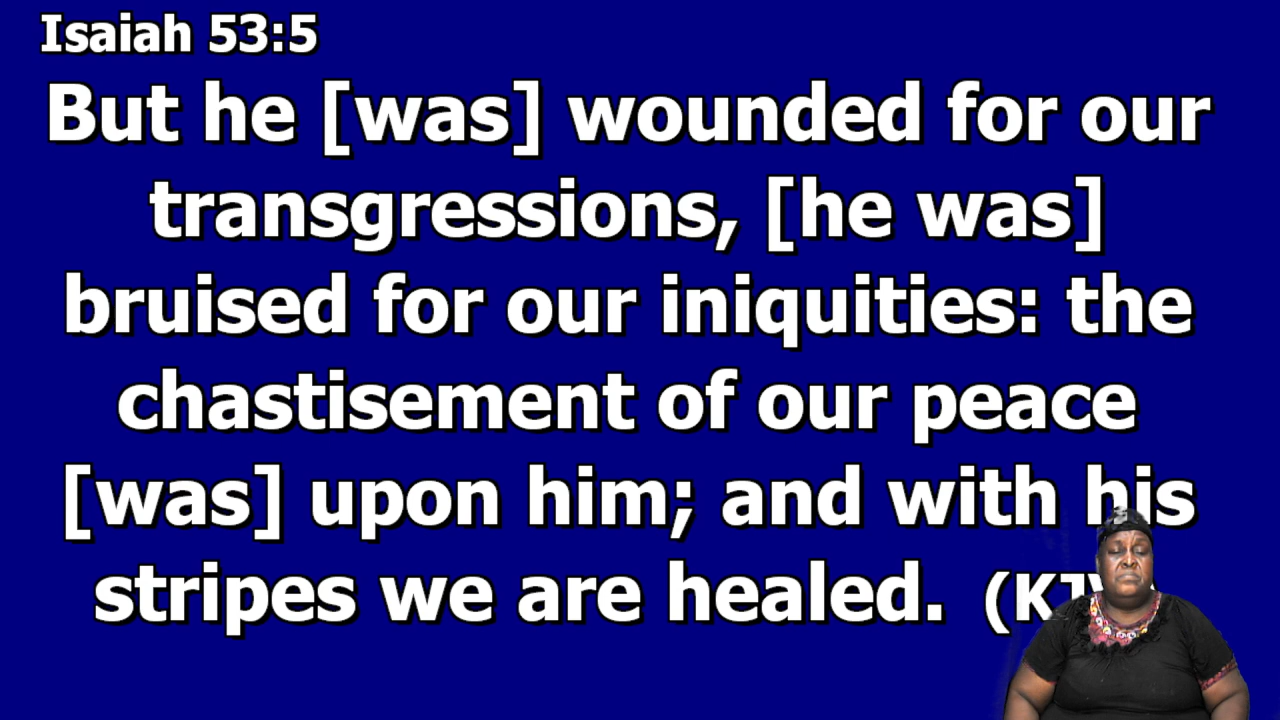 Isaiah 53:5
But he [was] wounded for our
transgressions, [he was]
bruised for our iniquities: the
chastisement of our peace
[was] upon him; and with his
stripes we are healed.